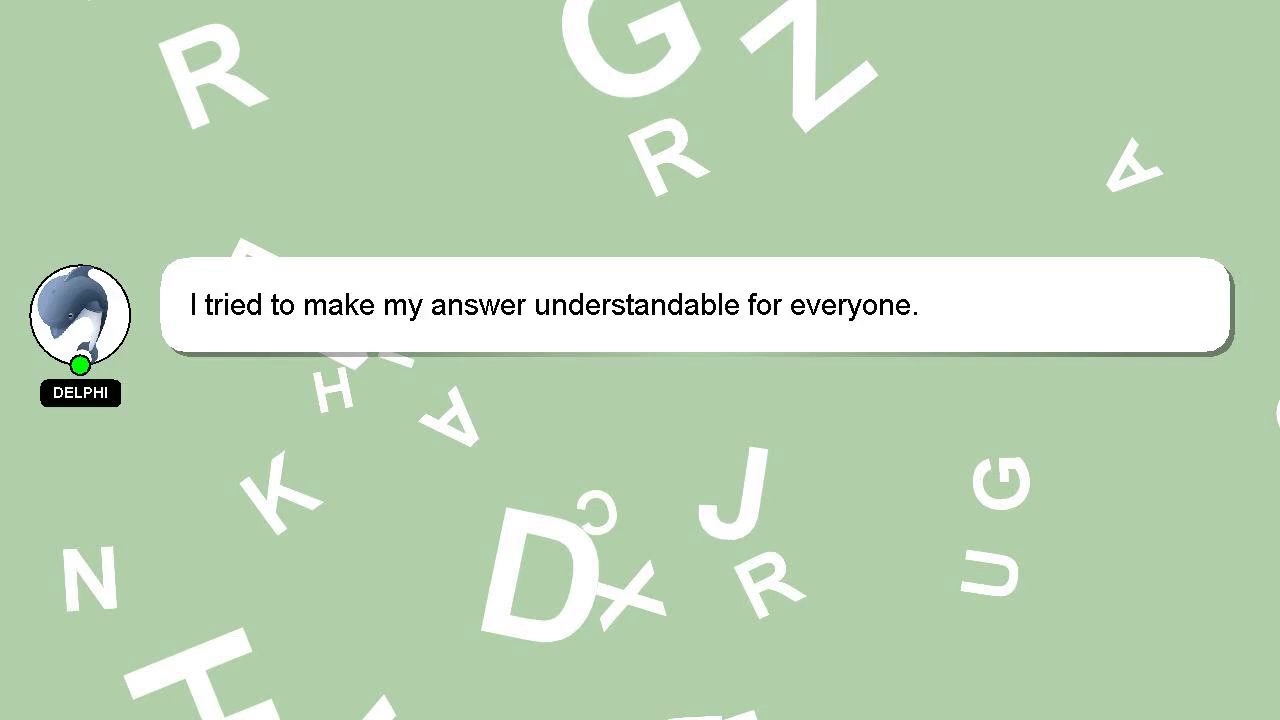 R
G
Z
R
A
I tried to make my answer understandable for everyone.
DELPHI
H
A
K
J
G
C
D
N
X
R
U